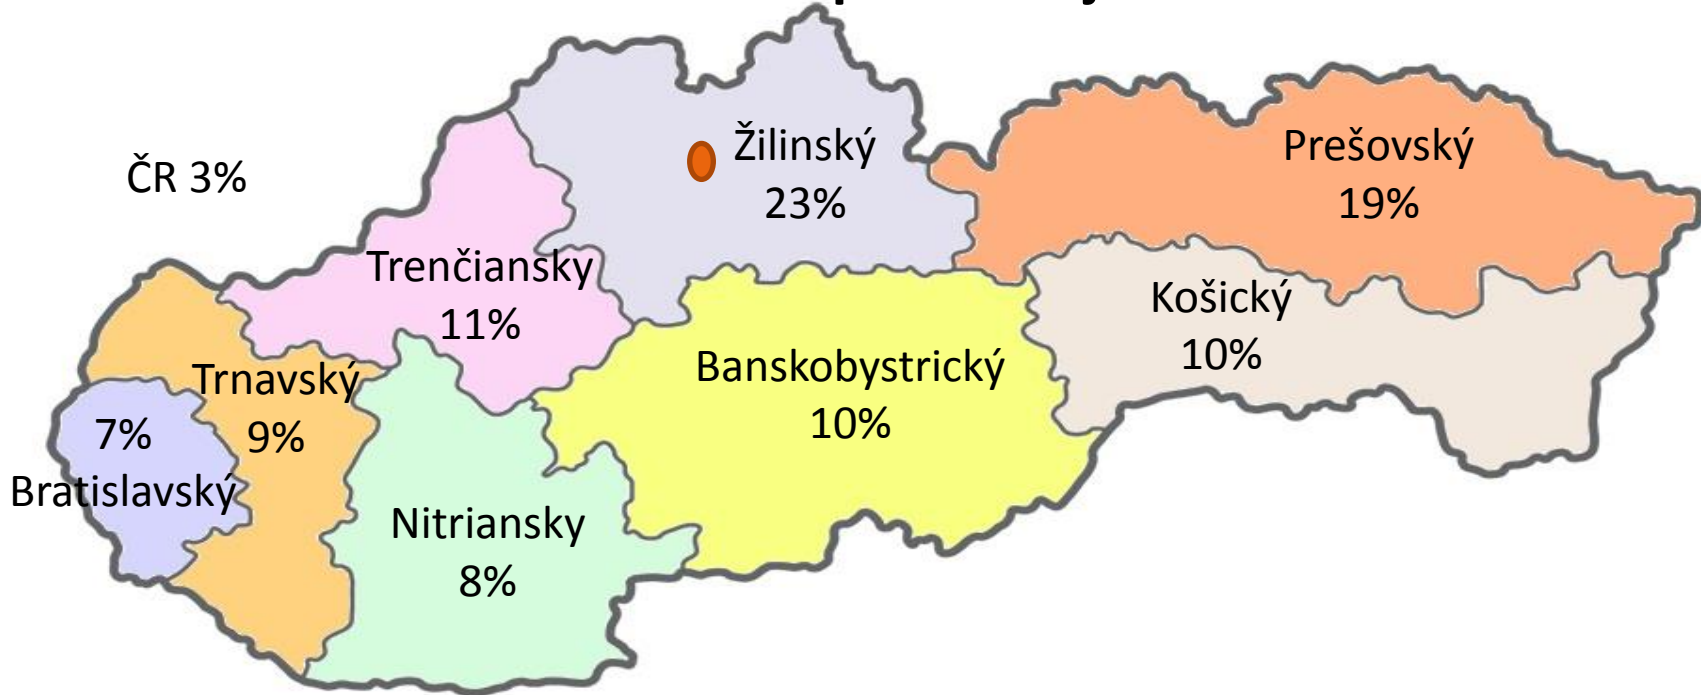 Žilinský
23%
Prešovský
19%
ČR 3%
Trenčiansky
11%
Košický
10%
Banskobystrický
10%
Trnavský
9%
7%
Bratislavský
Nitriansky
8%